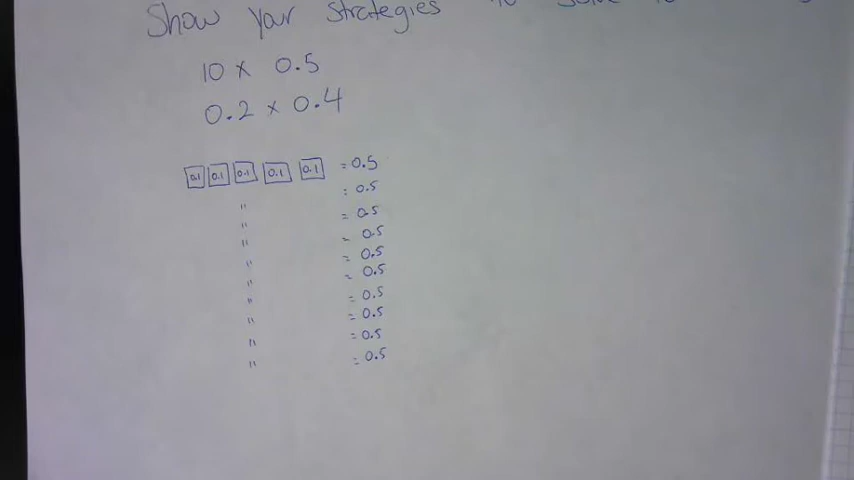 Show your strategies to solve
10 x 0.5
0.2 x 0.4
0.1 0.1 0.1 0.1 0.1 = 0.5
= 0.5
" = 0.5
" = 0.5
" = 0.5
" = 0.5
" = 0.5
" = 0.5
" = 0.5
" = 0.5
"